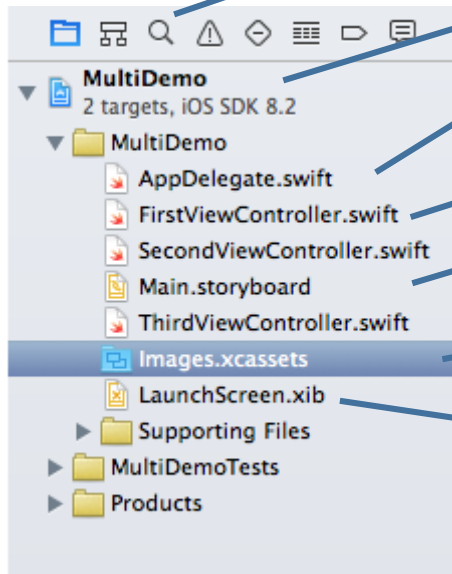 MultiDemo
2 targets, iOS SDK 8.2
MultiDemo
AppDelegate.swift
FirstViewController.swift
SecondViewController.swift
Main.storyboard
ThirdViewController.swift
Images.xcassets
LaunchScreen.xib
Supporting Files
MultiDemoTests
Products